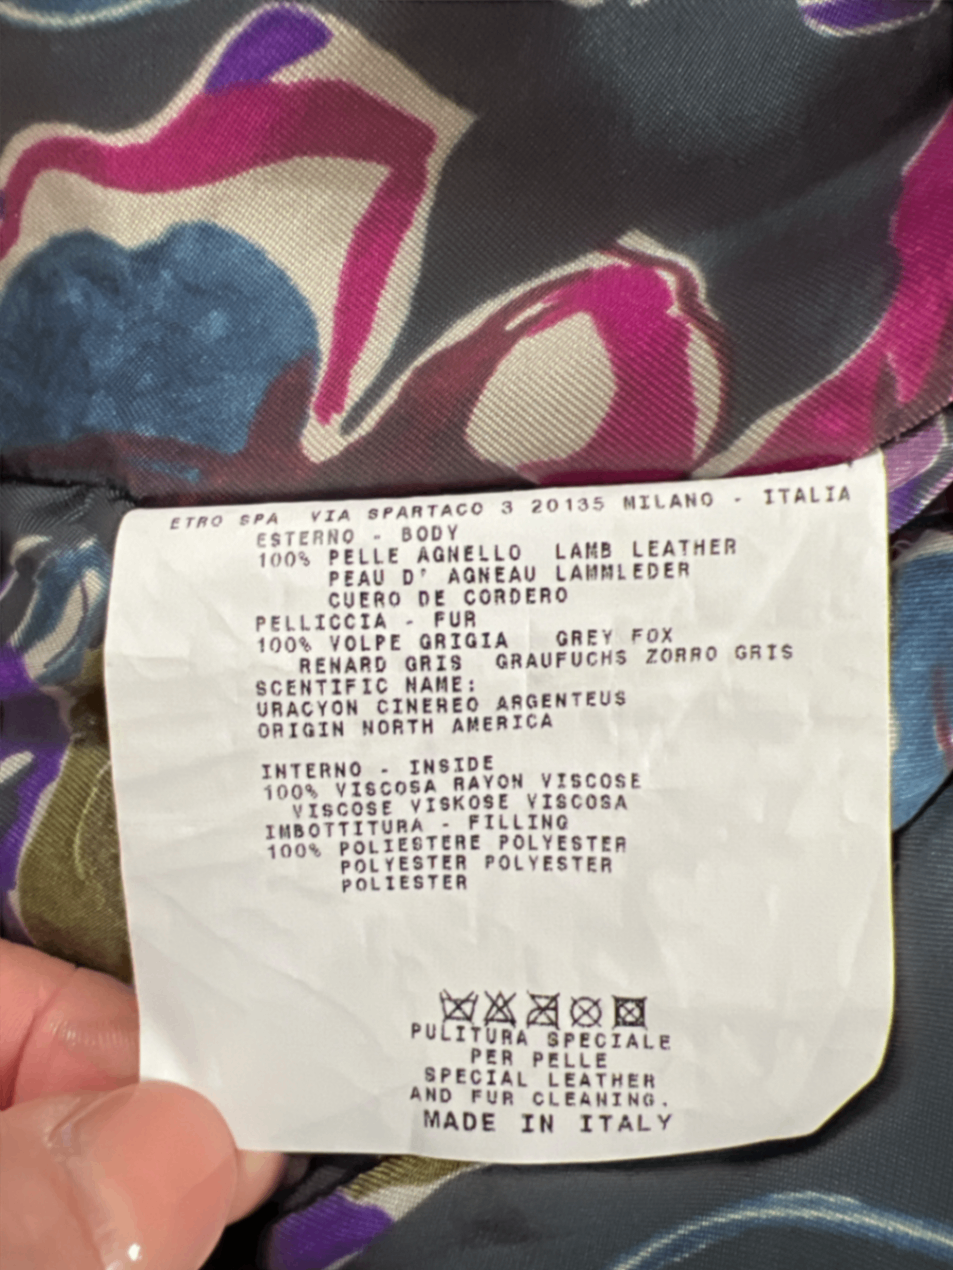 ETRO SPA VIA SPARTACO 3 20135 MILANO - ITALIA
ESTERNO - BODY
100% PELLE AGNELLO LAMB LEATHER
PEAU D' AGNEAU LAMMLEDER
CUERO DE CORDERO
PELLICCIA - FUR
100% VOLPE GRIGIA GREY FOX
RENARD GRIS GRAUFUCHS ZORRO GRIS
SCENTIFIC NAME:
URACYON CINEREO ARGENTEUS
ORIGIN NORTH AMERICA
INTERNO - INSIDE
100% VISCOSA RAYON VISCOSE
VISCOSE VISKOSE VISCOSA
IMBOTTITURA - FILLING
100% POLIESTERE POLYESTER
POLYESTER POLYESTER
POLIESTER
PULITURA SPECIALE
PER PELLE
SPECIAL LEATHER
AND FUR CLEANING.
MADE IN ITALY